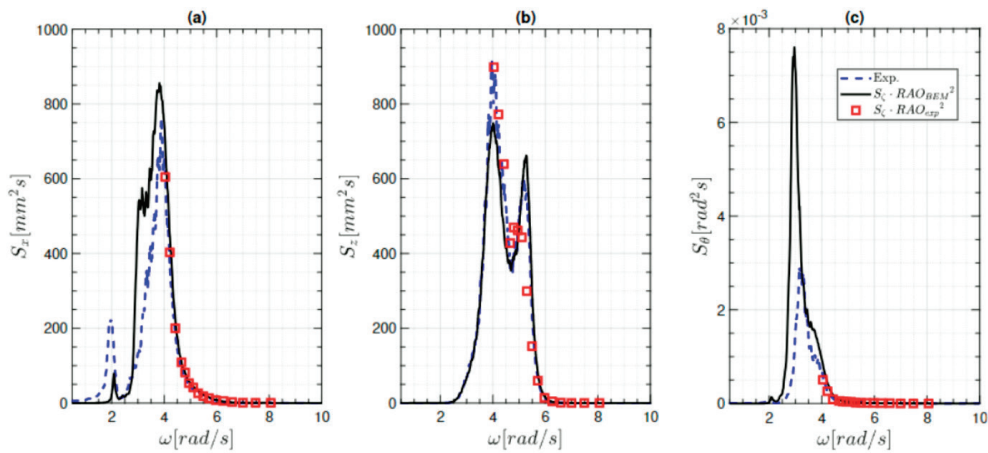 (a)
1000
800
600
400
200
0
2
4
6
8
10
S_x [mm²s]
ω[rad/s]
(b)
1000
800
600
400
200
0
2
4
6
8
10
S_z [mm²s]
ω[rad/s]
(c)
8 ×10⁻³
6
4
2
0
2
4
6
8
10
S_θ[rad²s]
ω[rad/s]
Exp.
S_ζ · RAO_BEM²
S_ζ · RAO_exp²